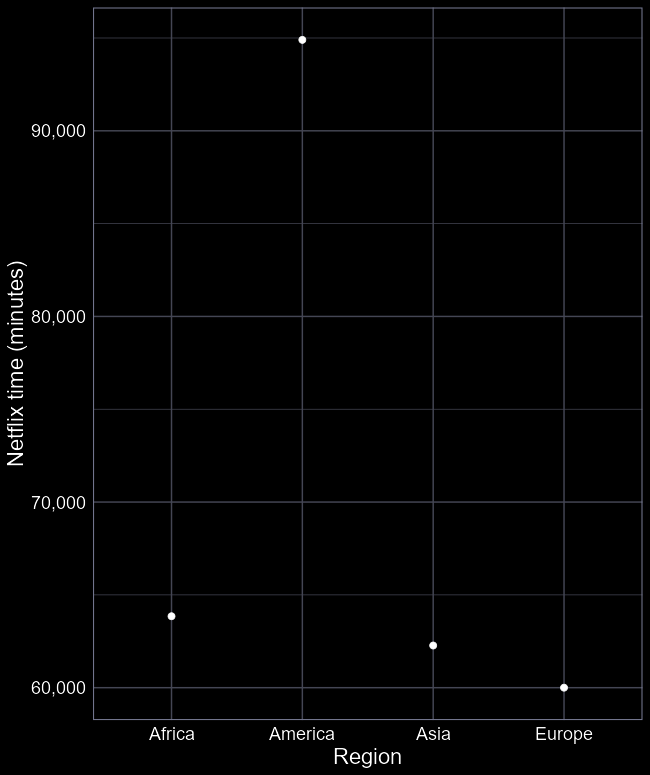 Netflix time (minutes)
90,000
80,000
70,000
60,000
Africa America Asia Europe
Region